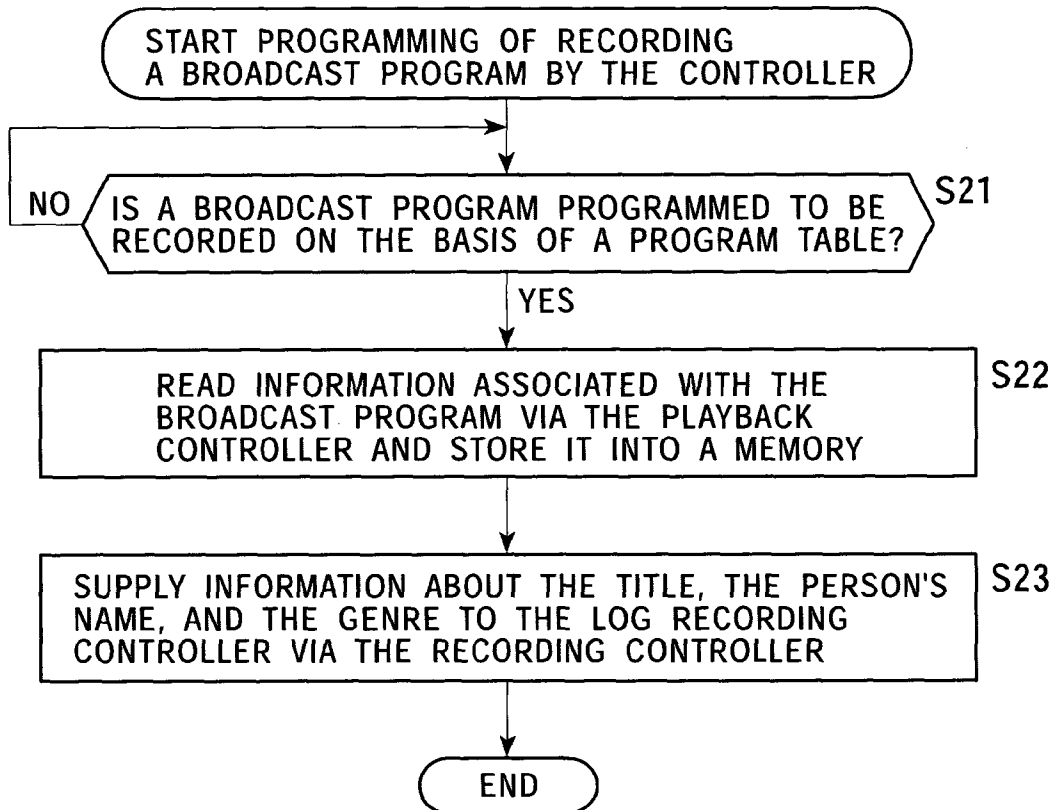 START PROGRAMMING OF RECORDING
A BROADCAST PROGRAM BY THE CONTROLLER
NO
IS A BROADCAST PROGRAM PROGRAMMED TO BE
RECORDED ON THE BASIS OF A PROGRAM TABLE?
S21
YES
READ INFORMATION ASSOCIATED WITH THE
BROADCAST PROGRAM VIA THE PLAYBACK
CONTROLLER AND STORE IT INTO A MEMORY
S22
SUPPLY INFORMATION ABOUT THE TITLE, THE PERSON'S
NAME, AND THE GENRE TO THE LOG RECORDING
CONTROLLER VIA THE RECORDING CONTROLLER
S23
END